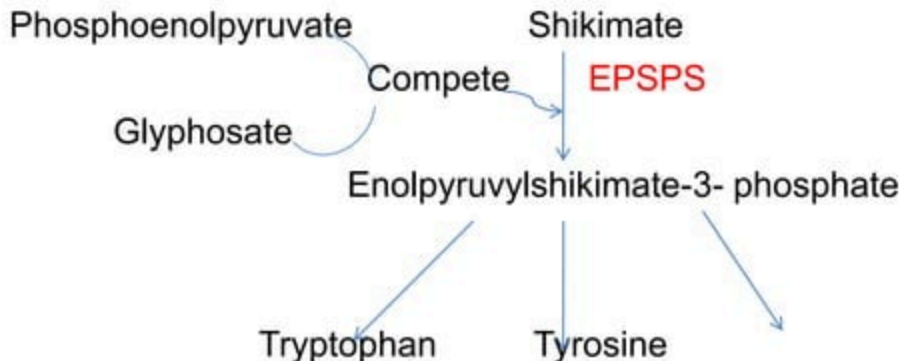 Phosphoenolpyruvate Shikimate
Compete EPSPS
Glyphosate
Enolpyruvylshikimate-3- phosphate
Tryptophan Tyrosine